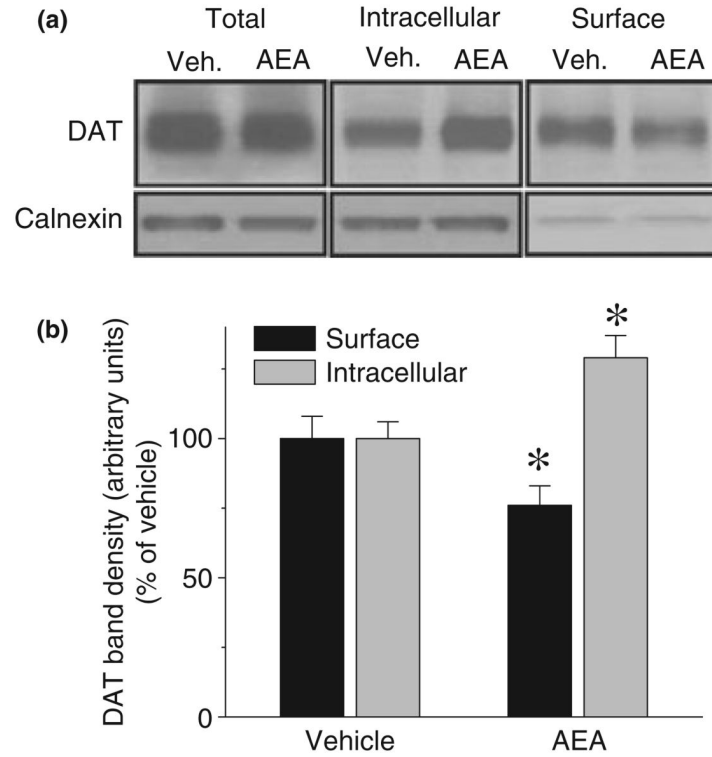 (a) Total Intracellular Surface
Veh. AEA Veh. AEA Veh. AEA
DAT
Calnexin
(b)
DAT band density (arbitrary units)
(% of vehicle)
Surface
Intracellular
*
*
100
50
0
Vehicle AEA